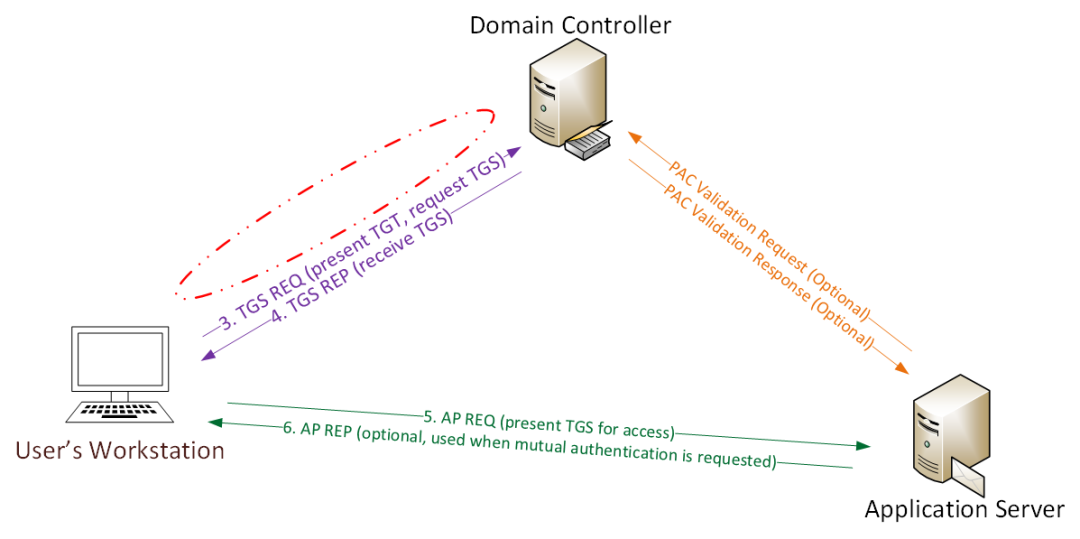 Domain Controller
3. TGS REQ (present TGT, request TGS)
4. TGS REP (receive TGS)
PAC Validation Request (Optional)
PAC Validation Response (Optional)
5. AP REQ (present TGS for access)
6. AP REP (optional, used when mutual authentication is requested)
User's Workstation
Application Server